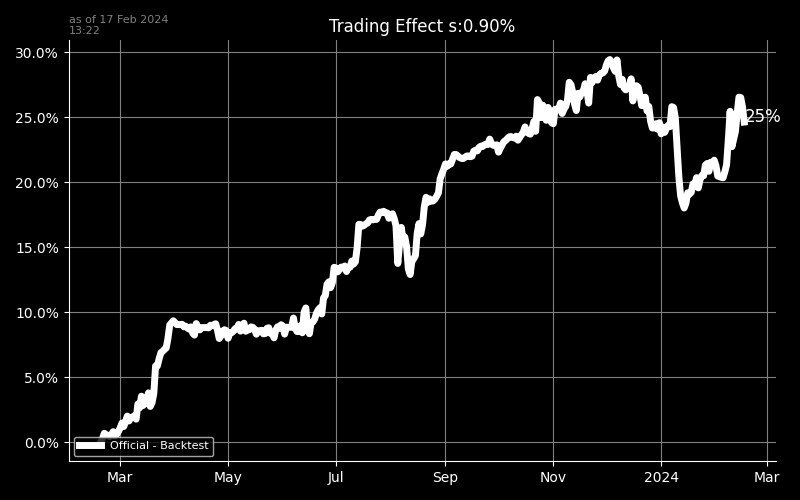 as of 17 Feb 2024
13:22
Trading Effect s:0.90%
30.0%
25.0%
20.0%
15.0%
10.0%
5.0%
0.0%
25%
Official - Backtest
Mar
May
Jul
Sep
Nov
2024
Mar